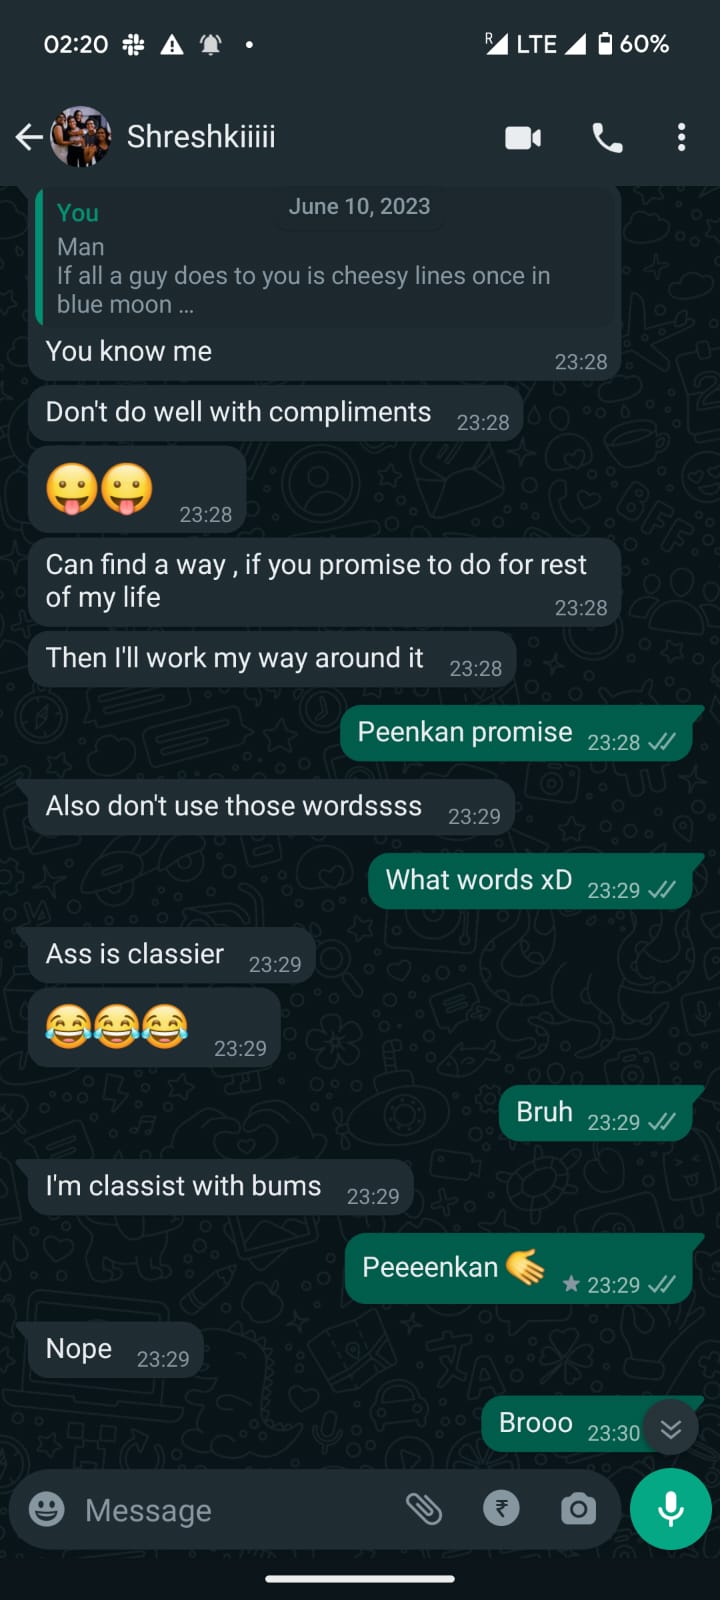 02:20
R
LTE
60%
Shreshkiiiii
June 10, 2023
You
Man
If all a guy does to you is cheesy lines once in
blue moon ...
You know me
23:28
Don't do well with compliments
23:28
23:28
Can find a way , if you promise to do for rest
of my life
23:28
Then I'll work my way around it
23:28
Peenkan promise
23:28
Also don't use those wordssss
23:29
What words xD
23:29
Ass is classier
23:29
23:29
Bruh
23:29
I'm classist with bums
23:29
Peeeenkan
23:29
Nope
23:29
Brooo
23:30
Message
₹